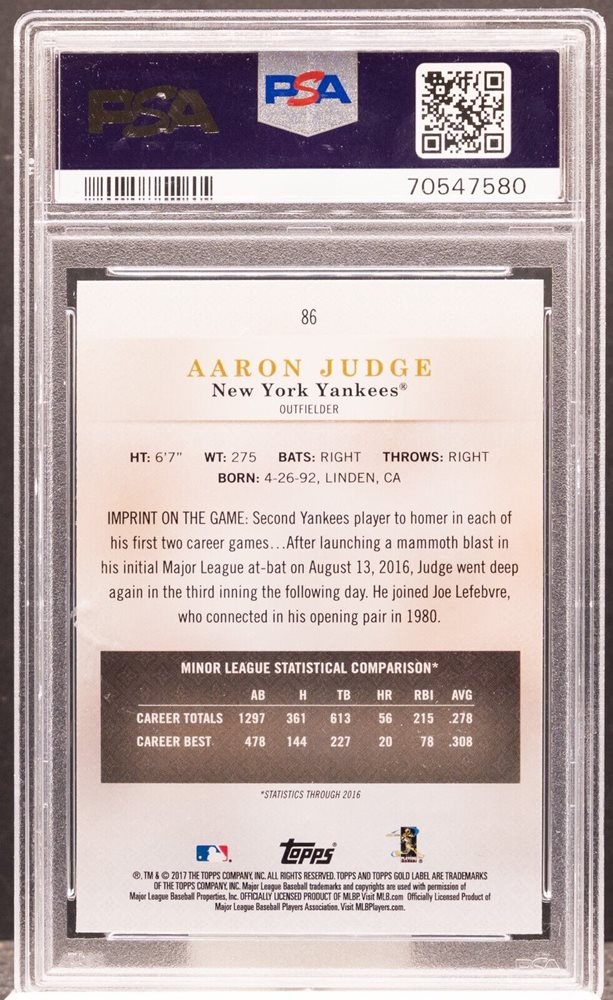 PSA
PSA
70547580
86
AARON JUDGE
New York Yankees®
OUTFIELDER
HT: 6'7" WT: 275 BATS: RIGHT THROWS: RIGHT
BORN: 4-26-92, LINDEN, CA
IMPRINT ON THE GAME: Second Yankees player to homer in each of
his first two career games...After launching a mammoth blast in
his initial Major League at-bat on August 13, 2016, Judge went deep
again in the third inning the following day. He joined Joe Lefebvre,
who connected in his opening pair in 1980.
MINOR LEAGUE STATISTICAL COMPARISON*
AB H TB HR RBI AVG
CAREER TOTALS 1297 361 613 56 215 .278
CAREER BEST 478 144 227 20 78 .308
*STATISTICS THROUGH 2016
Topps®
®, TM & © 2017 THE TOPPS COMPANY, INC. ALL RIGHTS RESERVED. TOPPS AND TOPPS GOLD LABEL ARE TRADEMARKS
OF THE TOPPS COMPANY, INC. Major League Baseball trademarks and copyrights are used with permission of
Major League Baseball Properties, Inc. OFFICIALLY LICENSED PRODUCT OF MLBP. Visit MLB.com Officially Licensed Product of
Major League Baseball Players Association. Visit MLBPlayers.com.
PSA